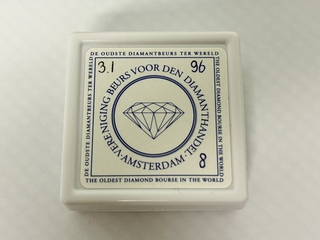 DE OUDSTE DIAMANTBEURS TER WERELD
3.1 96
DE OUDSTE DIAMANTBEURS TER WERELD
THE OLDEST DIAMOND BOURSE IN THE WORLD
VEREENIGING BEURS VOOR DEN DIAMANTHANDEL
· AMSTERDAM ·
8
THE OLDEST DIAMOND BOURSE IN THE WORLD